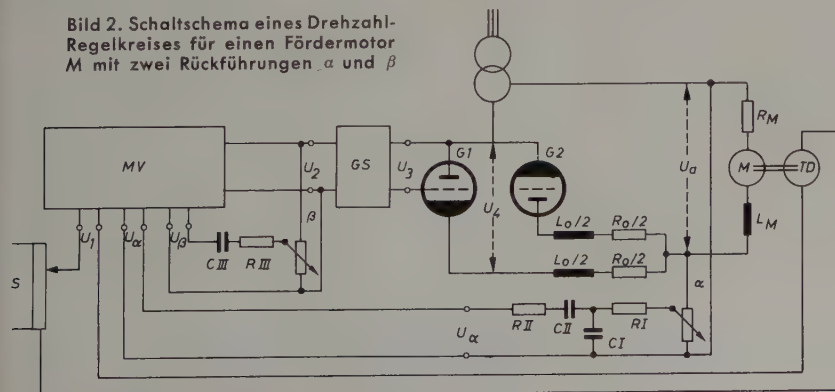 Bild 2. Schaltschema eines Drehzahl-
Regelkreises für einen Fördermotor
M mit zwei Rückführungen α und β
MV
U2
GS
U3
G1
G2
U4
Ua
RM
M
TD
LM
β
Lo/2
Ro/2
Lo/2
Ro/2
S
U1
Uα
Uβ
CIII
RIII
α
Uα
RII
CII
RI
CI